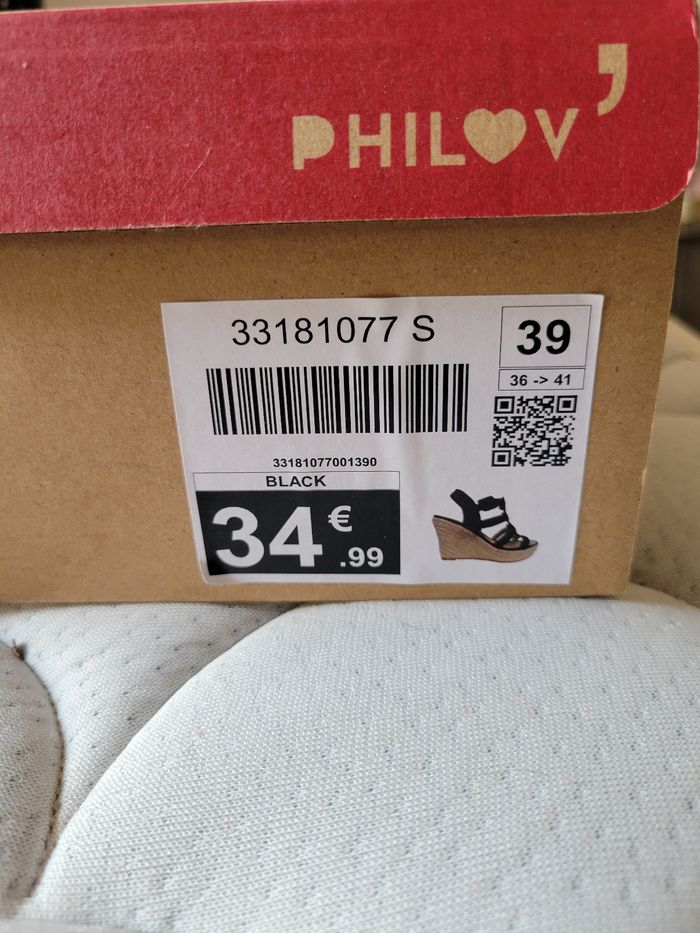 PHILOV'
33181077 S
39
36 -> 41
33181077001390
BLACK
34€.99